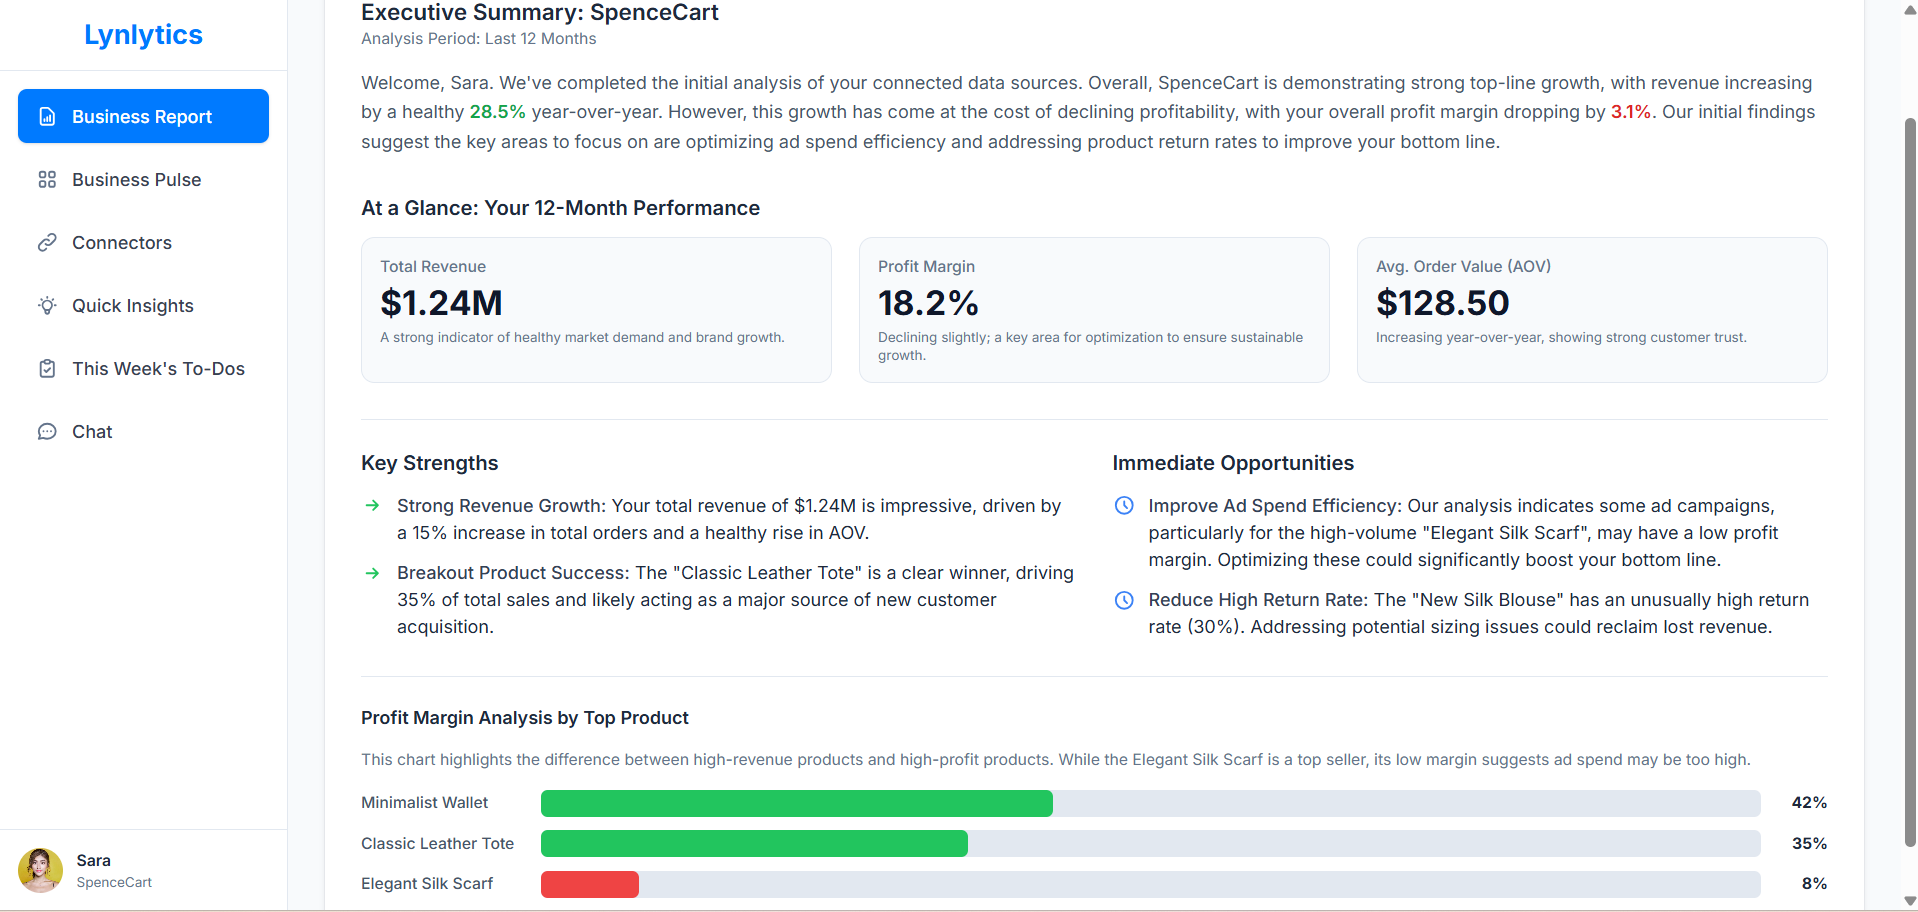 Lynlytics
Business Report
Business Pulse
Connectors
Quick Insights
This Week's To-Dos
Chat
Sara
SpenceCart
Executive Summary: SpenceCart
Analysis Period: Last 12 Months
Welcome, Sara. We've completed the initial analysis of your connected data sources. Overall, SpenceCart is demonstrating strong top-line growth, with revenue increasing
by a healthy 28.5% year-over-year. However, this growth has come at the cost of declining profitability, with your overall profit margin dropping by 3.1%. Our initial findings
suggest the key areas to focus on are optimizing ad spend efficiency and addressing product return rates to improve your bottom line.
At a Glance: Your 12-Month Performance
Total Revenue
$1.24M
A strong indicator of healthy market demand and brand growth.
Profit Margin
18.2%
Declining slightly; a key area for optimization to ensure sustainable
growth.
Avg. Order Value (AOV)
$128.50
Increasing year-over-year, showing strong customer trust.
Key Strengths
Strong Revenue Growth: Your total revenue of $1.24M is impressive, driven by
a 15% increase in total orders and a healthy rise in AOV.
Breakout Product Success: The "Classic Leather Tote" is a clear winner, driving
35% of total sales and likely acting as a major source of new customer
acquisition.
Immediate Opportunities
Improve Ad Spend Efficiency: Our analysis indicates some ad campaigns,
particularly for the high-volume "Elegant Silk Scarf", may have a low profit
margin. Optimizing these could significantly boost your bottom line.
Reduce High Return Rate: The "New Silk Blouse" has an unusually high return
rate (30%). Addressing potential sizing issues could reclaim lost revenue.
Profit Margin Analysis by Top Product
This chart highlights the difference between high-revenue products and high-profit products. While the Elegant Silk Scarf is a top seller, its low margin suggests ad spend may be too high.
Minimalist Wallet 42%
Classic Leather Tote 35%
Elegant Silk Scarf 8%